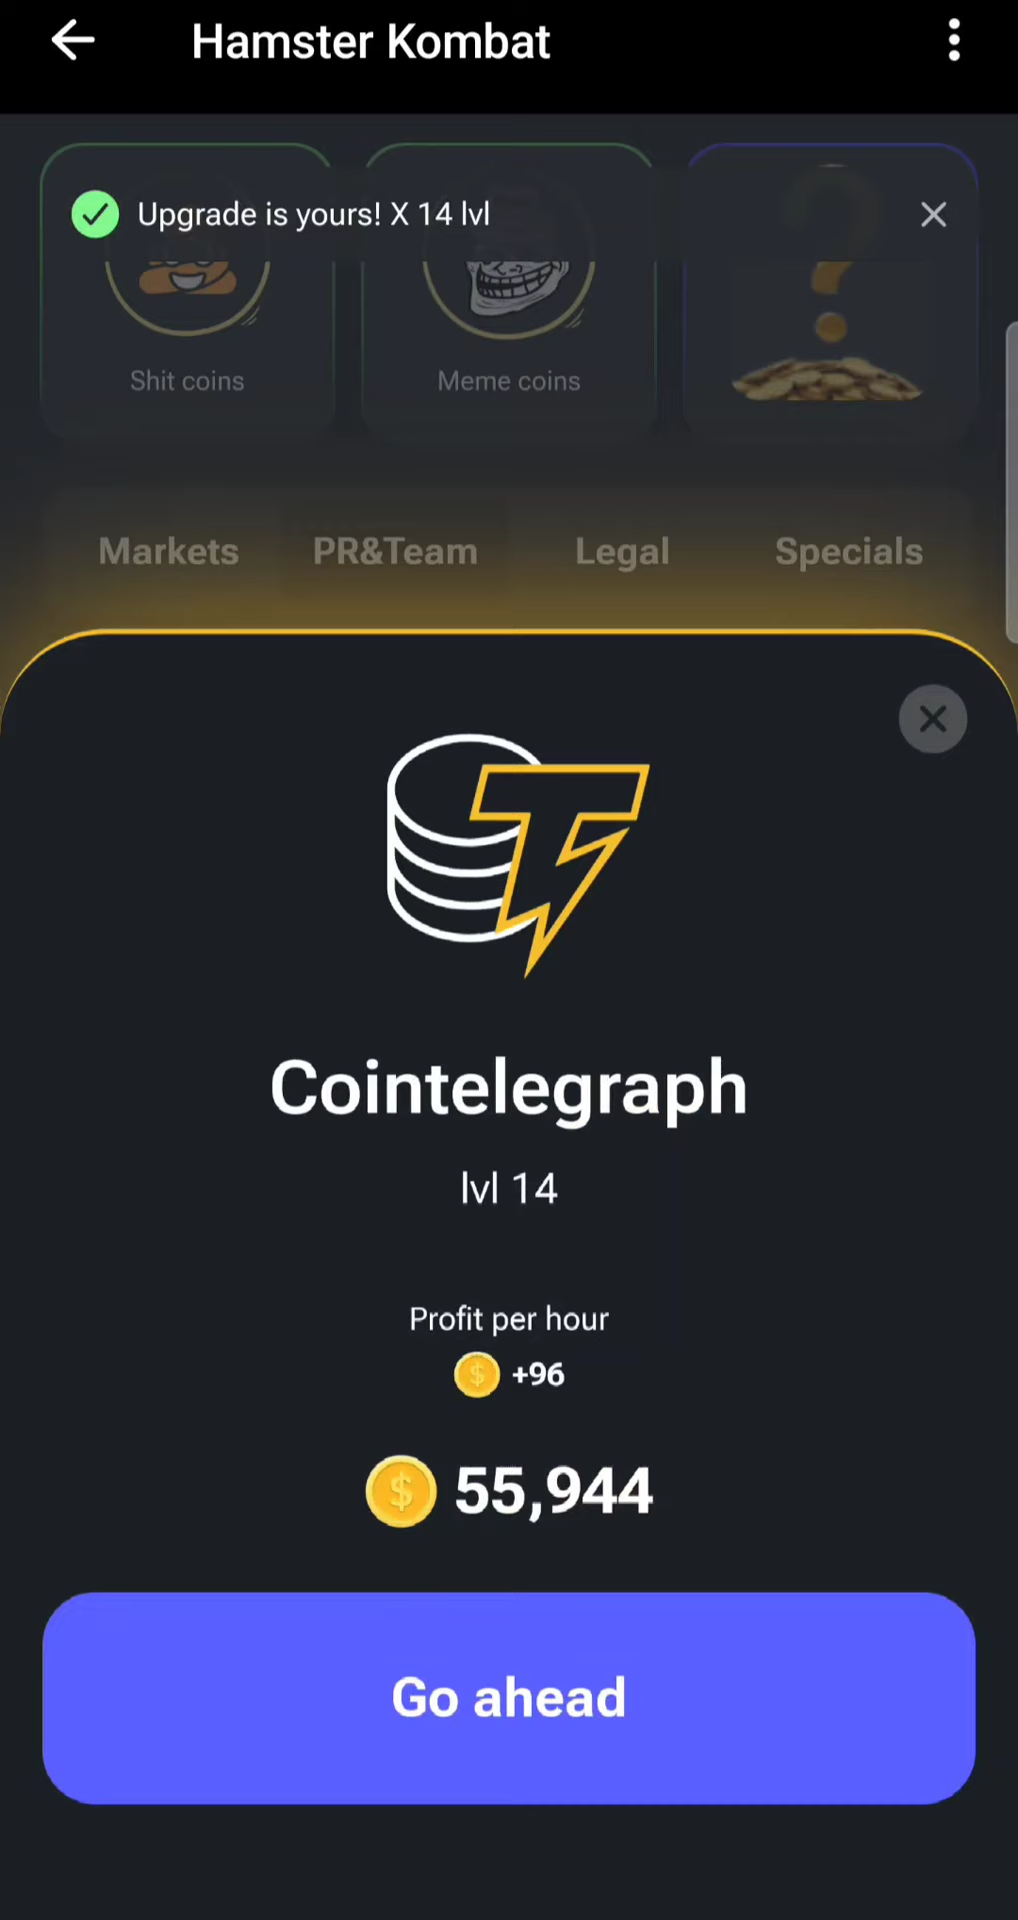 Hamster Kombat
Upgrade is yours! X 14 lvl
Shit coins
Meme coins
Markets PR&Team Legal Specials
Cointelegraph
lvl 14
Profit per hour
+96
55,944
Go ahead